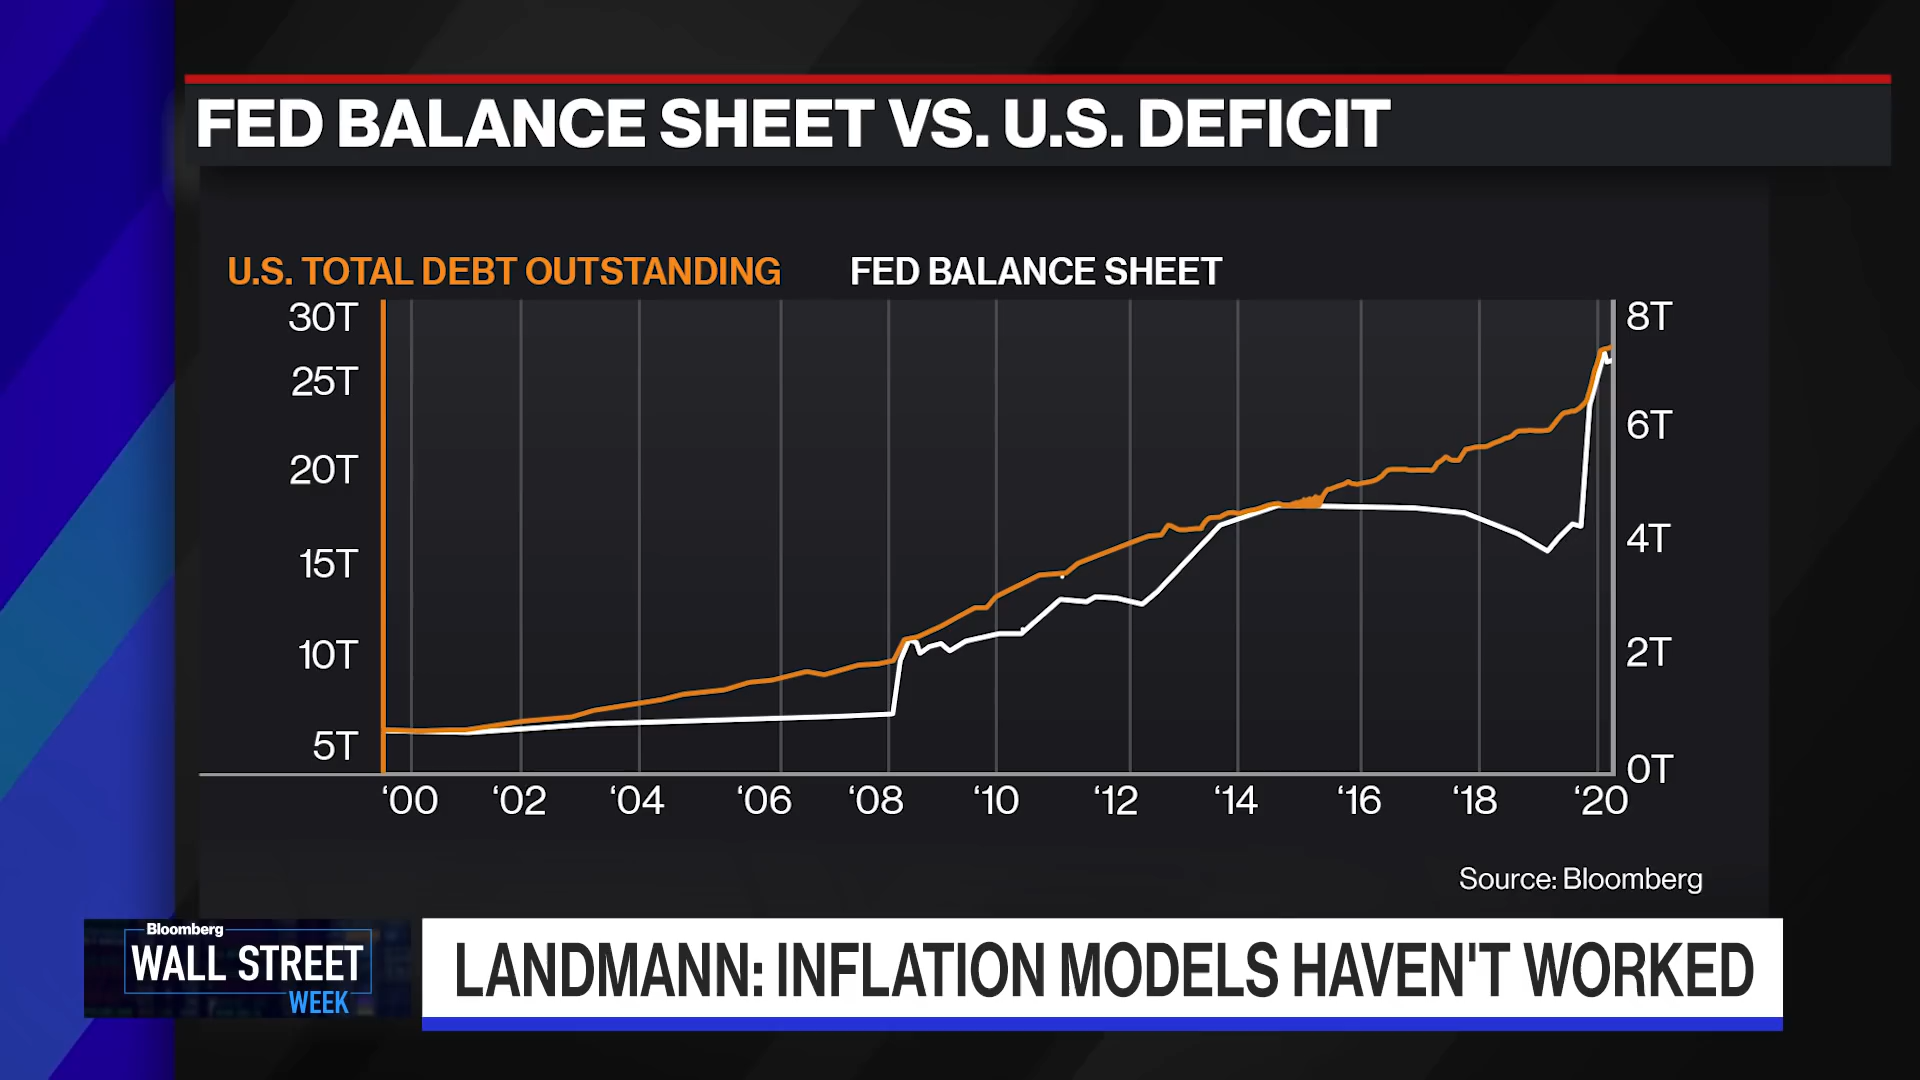 FED BALANCE SHEET VS. U.S. DEFICIT
U.S. TOTAL DEBT OUTSTANDING FED BALANCE SHEET
30T 8T
25T
6T
20T
4T
15T
10T 2T
5T
0T
‘00 ‘02 ‘04 ‘06 ‘08 ‘10 ‘12 ‘14 ‘16 ‘18 ‘20
Source: Bloomberg
Bloomberg
WALL STREET
WEEK
LANDMANN: INFLATION MODELS HAVEN'T WORKED